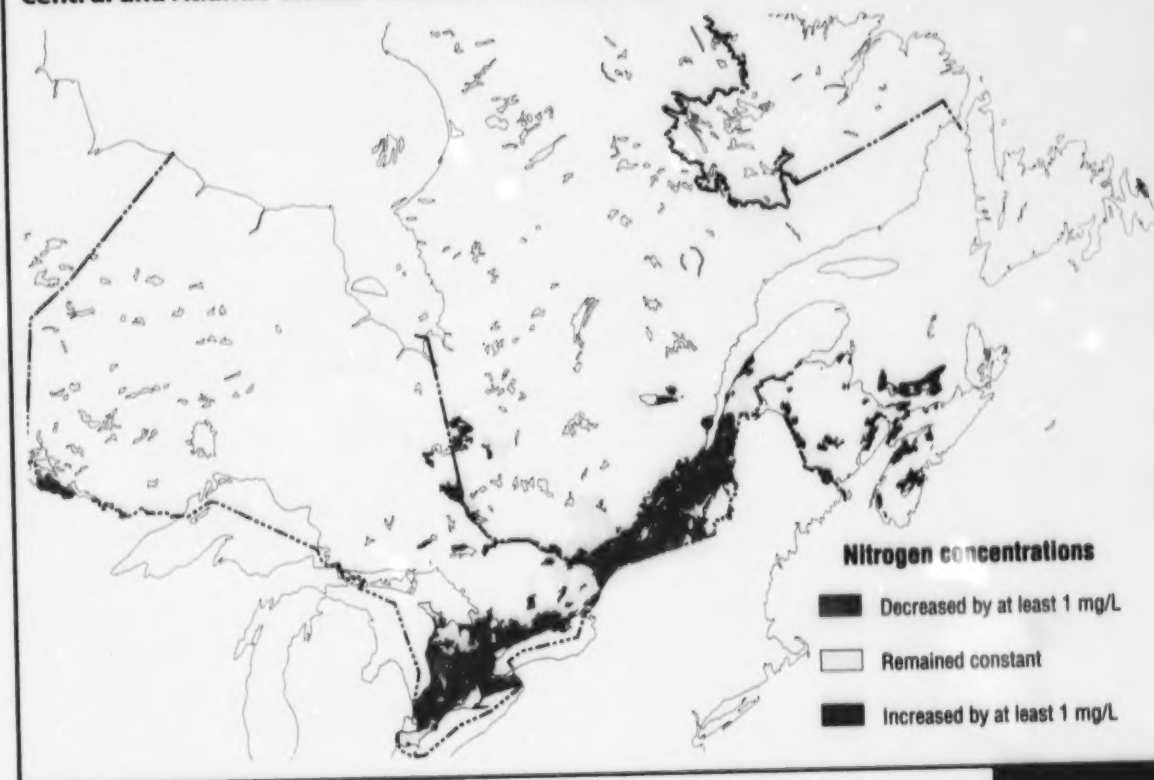 Nitrogen concentrations
Decreased by at least 1 mg/L
Remained constant
Increased by at least 1 mg/L